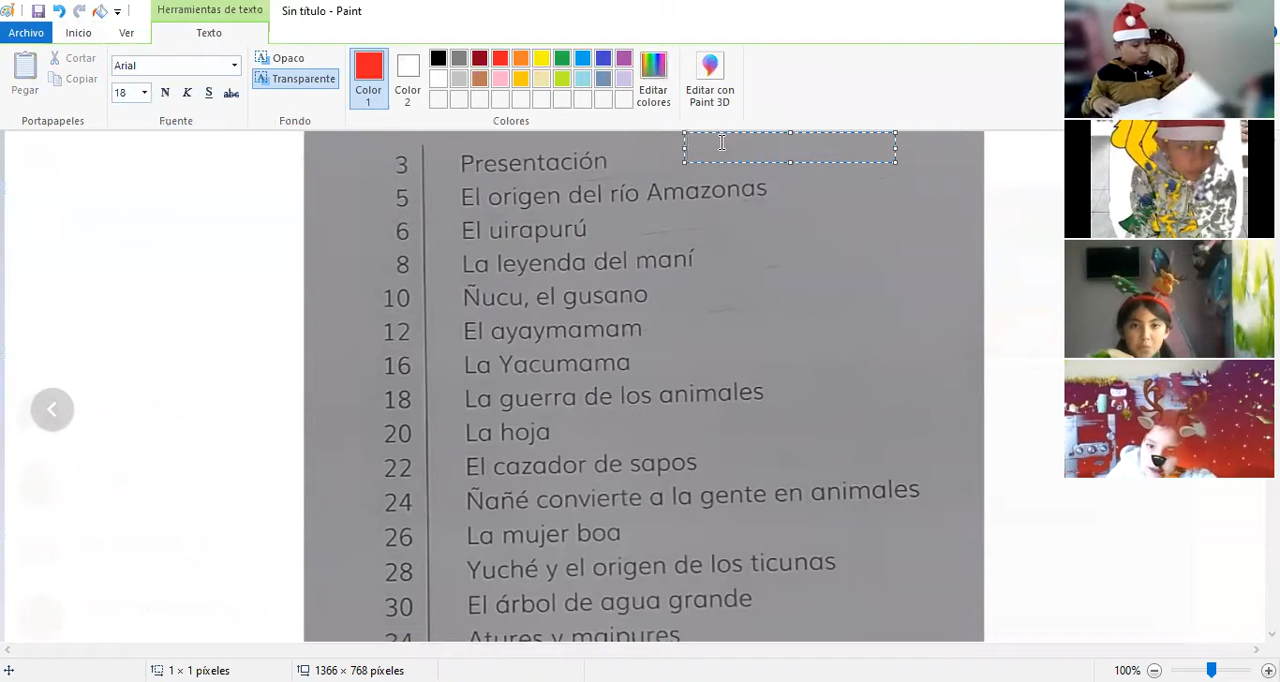 Herramientas de texto Sin título - Paint
Archivo Inicio Ver Texto
Pegar
Cortar
Copiar
Portapapeles
Arial
18 N K S abc
Fuente
Opaco
Transparente
Fondo
Color 1
Color 2
Editar colores
Colores
Editar con Paint 3D
3 Presentación
5 El origen del río Amazonas
6 El uirapurú
8 La leyenda del maní
10 Ñucu, el gusano
12 El ayaymamam
16 La Yacumama
18 La guerra de los animales
20 La hoja
22 El cazador de sapos
24 Ñañé convierte a la gente en animales
26 La mujer boa
28 Yuché y el origen de los ticunas
30 El árbol de agua grande
34 Atures y maipures
1 × 1 píxeles 1366 × 768 píxeles 100%